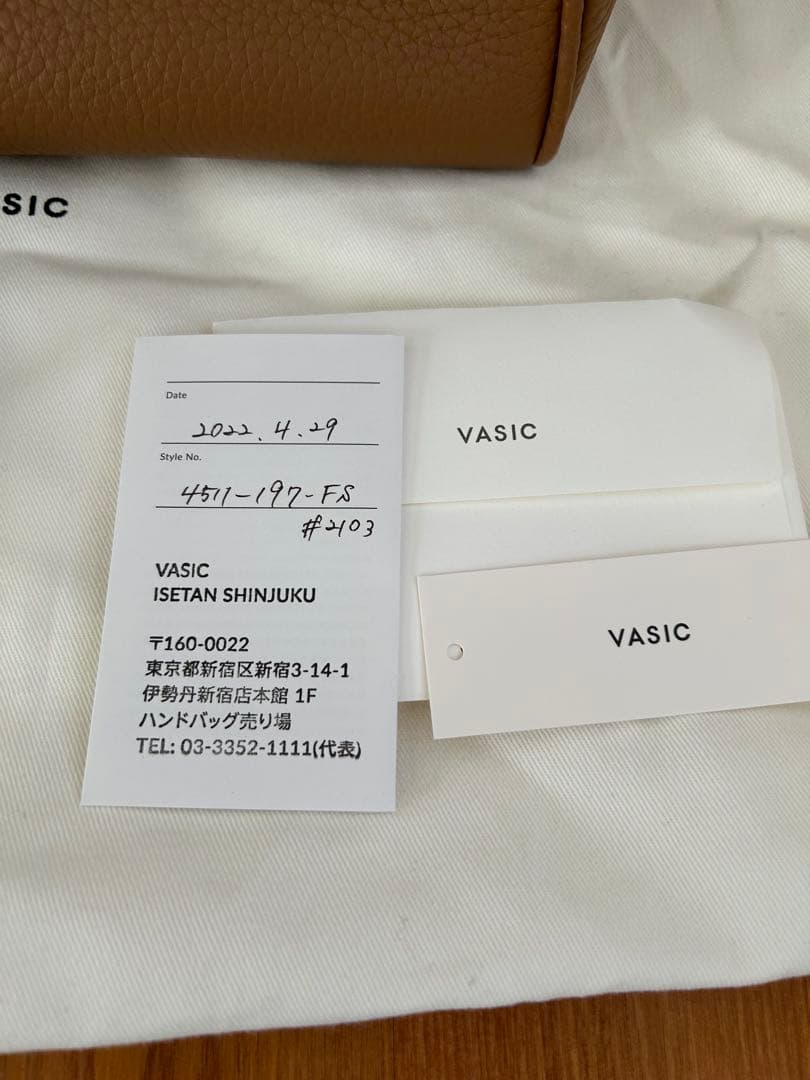 SIC
VASIC
Date
2022.4.29
Style No.
4511-197-FS
#2103
VASIC
ISETAN SHINJUKU
〒160-0022
東京都新宿区新宿3-14-1
伊勢丹新宿店本館 1F
ハンドバッグ売り場
TEL: 03-3352-1111(代表)
VASIC